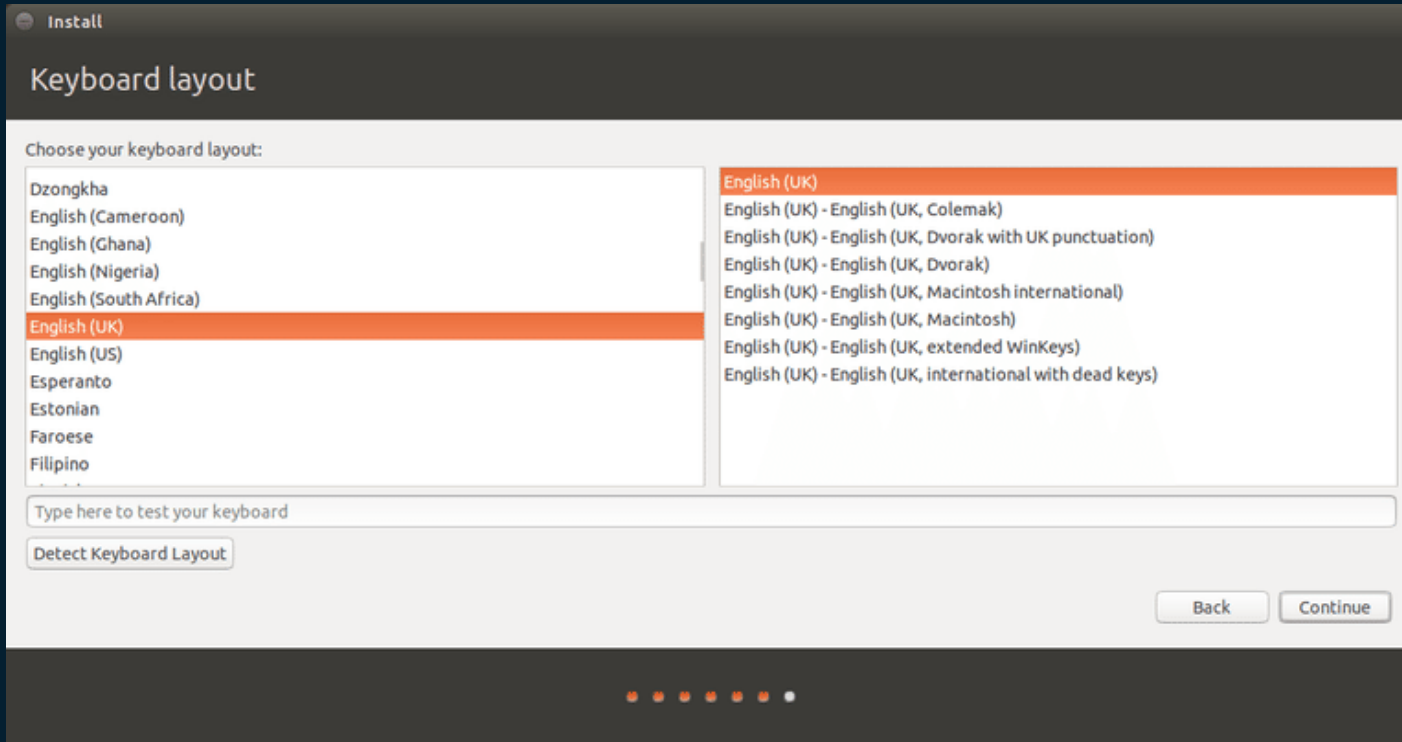 Install
Keyboard layout
Choose your keyboard layout:
Dzongkha
English (Cameroon)
English (Ghana)
English (Nigeria)
English (South Africa)
English (UK)
English (US)
Esperanto
Estonian
Faroese
Filipino
English (UK)
English (UK) - English (UK, Colemak)
English (UK) - English (UK, Dvorak with UK punctuation)
English (UK) - English (UK, Dvorak)
English (UK) - English (UK, Macintosh international)
English (UK) - English (UK, Macintosh)
English (UK) - English (UK, extended WinKeys)
English (UK) - English (UK, international with dead keys)
Type here to test your keyboard
Detect Keyboard Layout
Back
Continue